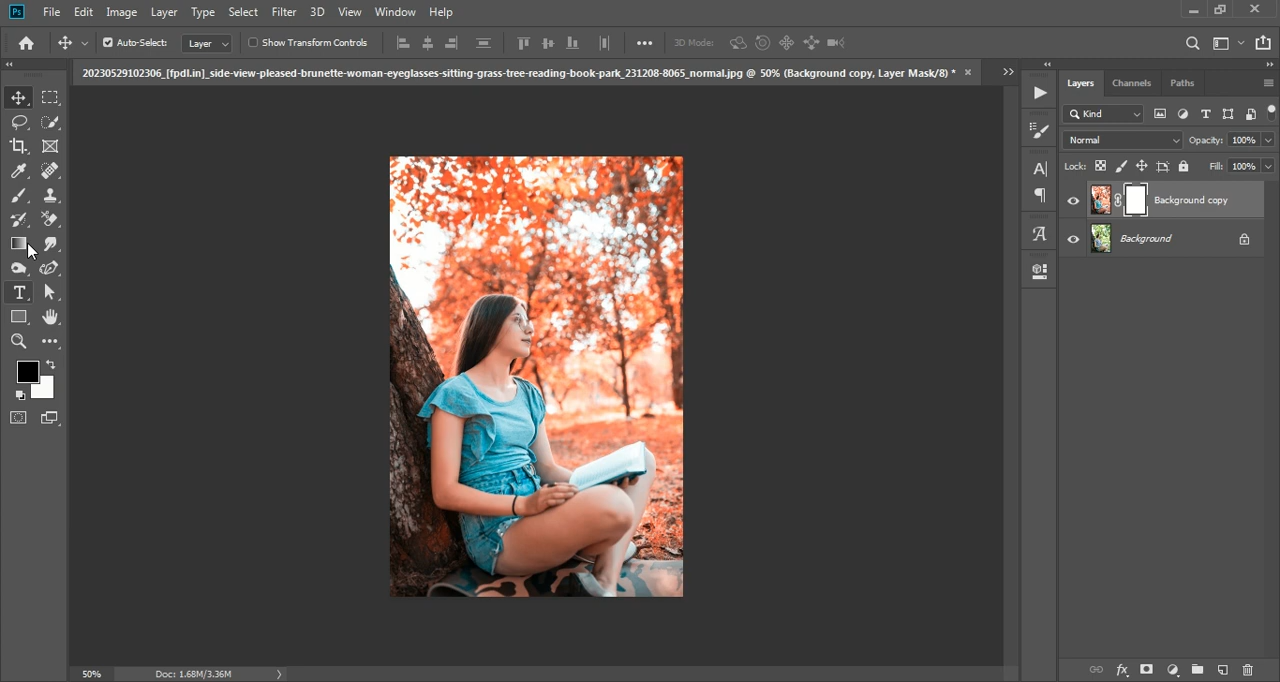 Ps File Edit Image Layer Type Select Filter 3D View Window Help
Auto-Select: Layer Show Transform Controls 3D Mode:
20230529102306_[fpdl.in]_side-view-pleased-brunette-woman-eyeglasses-sitting-grass-tree-reading-book-park_231208-8065_normal.jpg @ 50% (Background copy, Layer Mask/8) *
Layers Channels Paths
Kind
Normal Opacity: 100%
Lock: Fill: 100%
Background copy
Background
50% Doc: 1.68M/3.36M